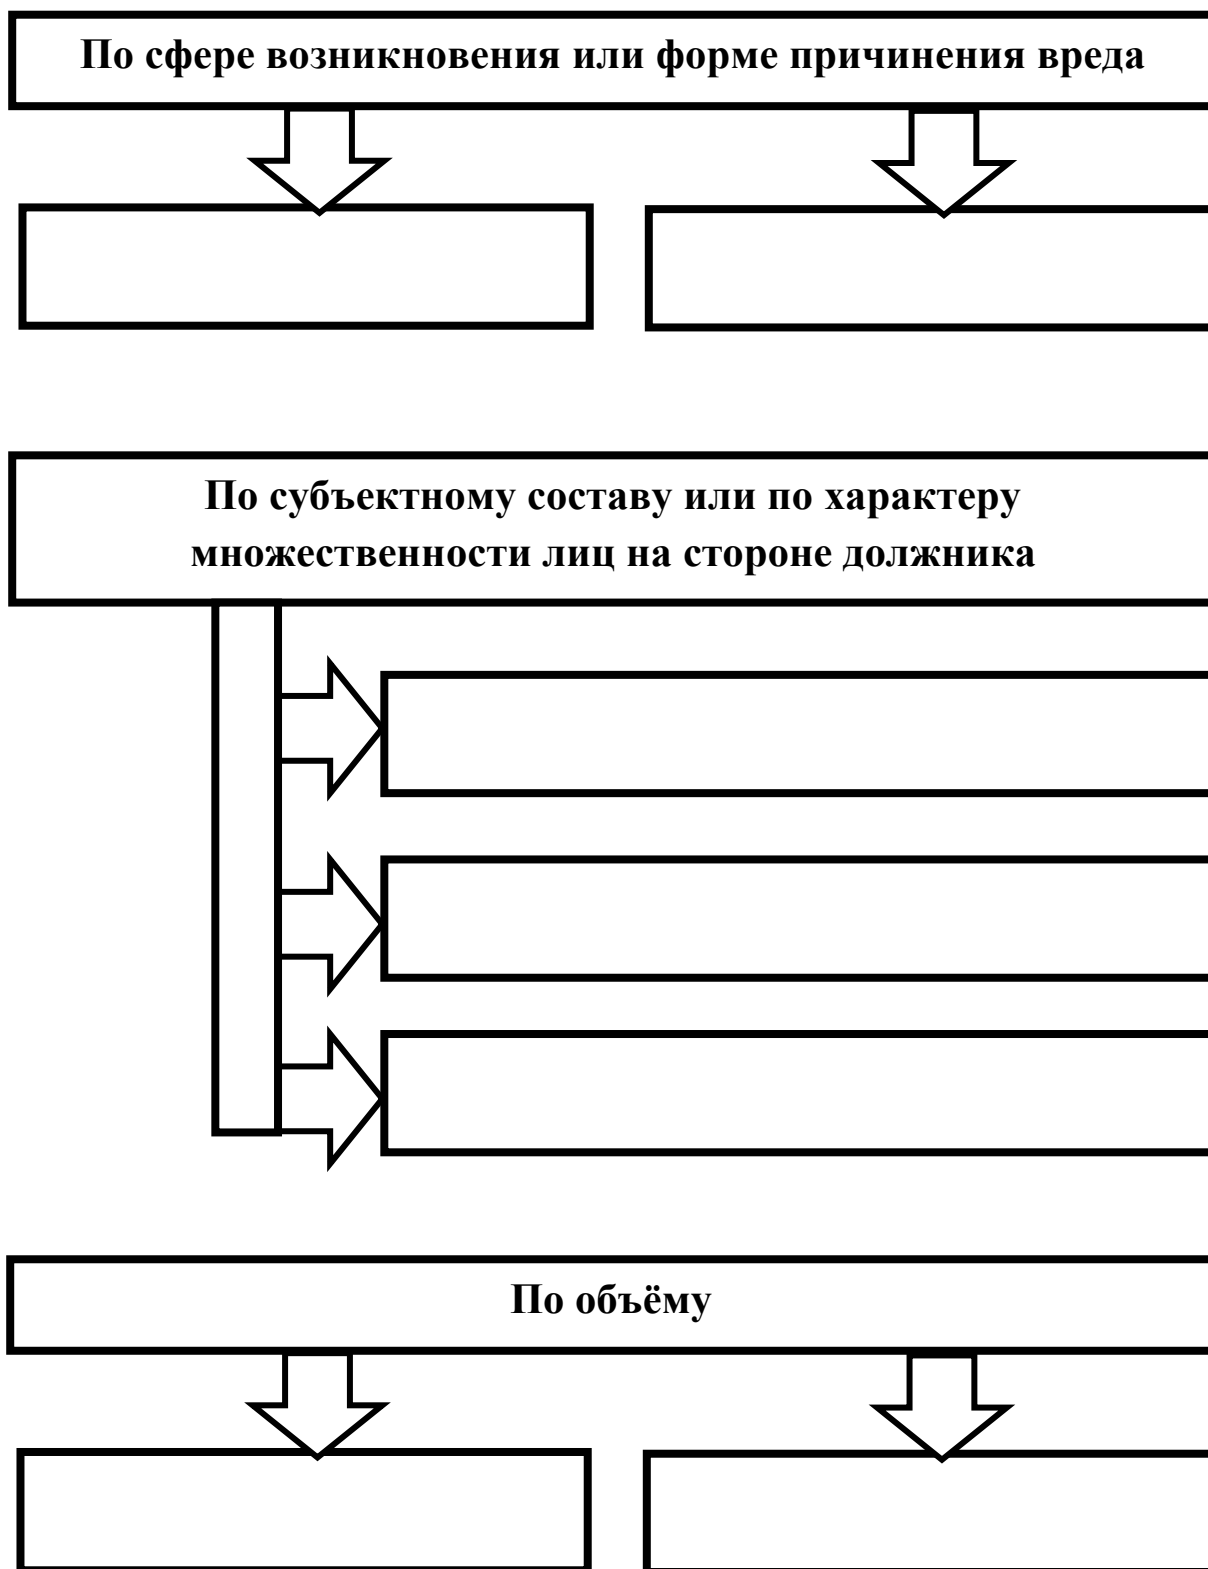 По сфере возникновения или форме причинения вреда
По субъектному составу или по характеру
множественности лиц на стороне должника
По объёму